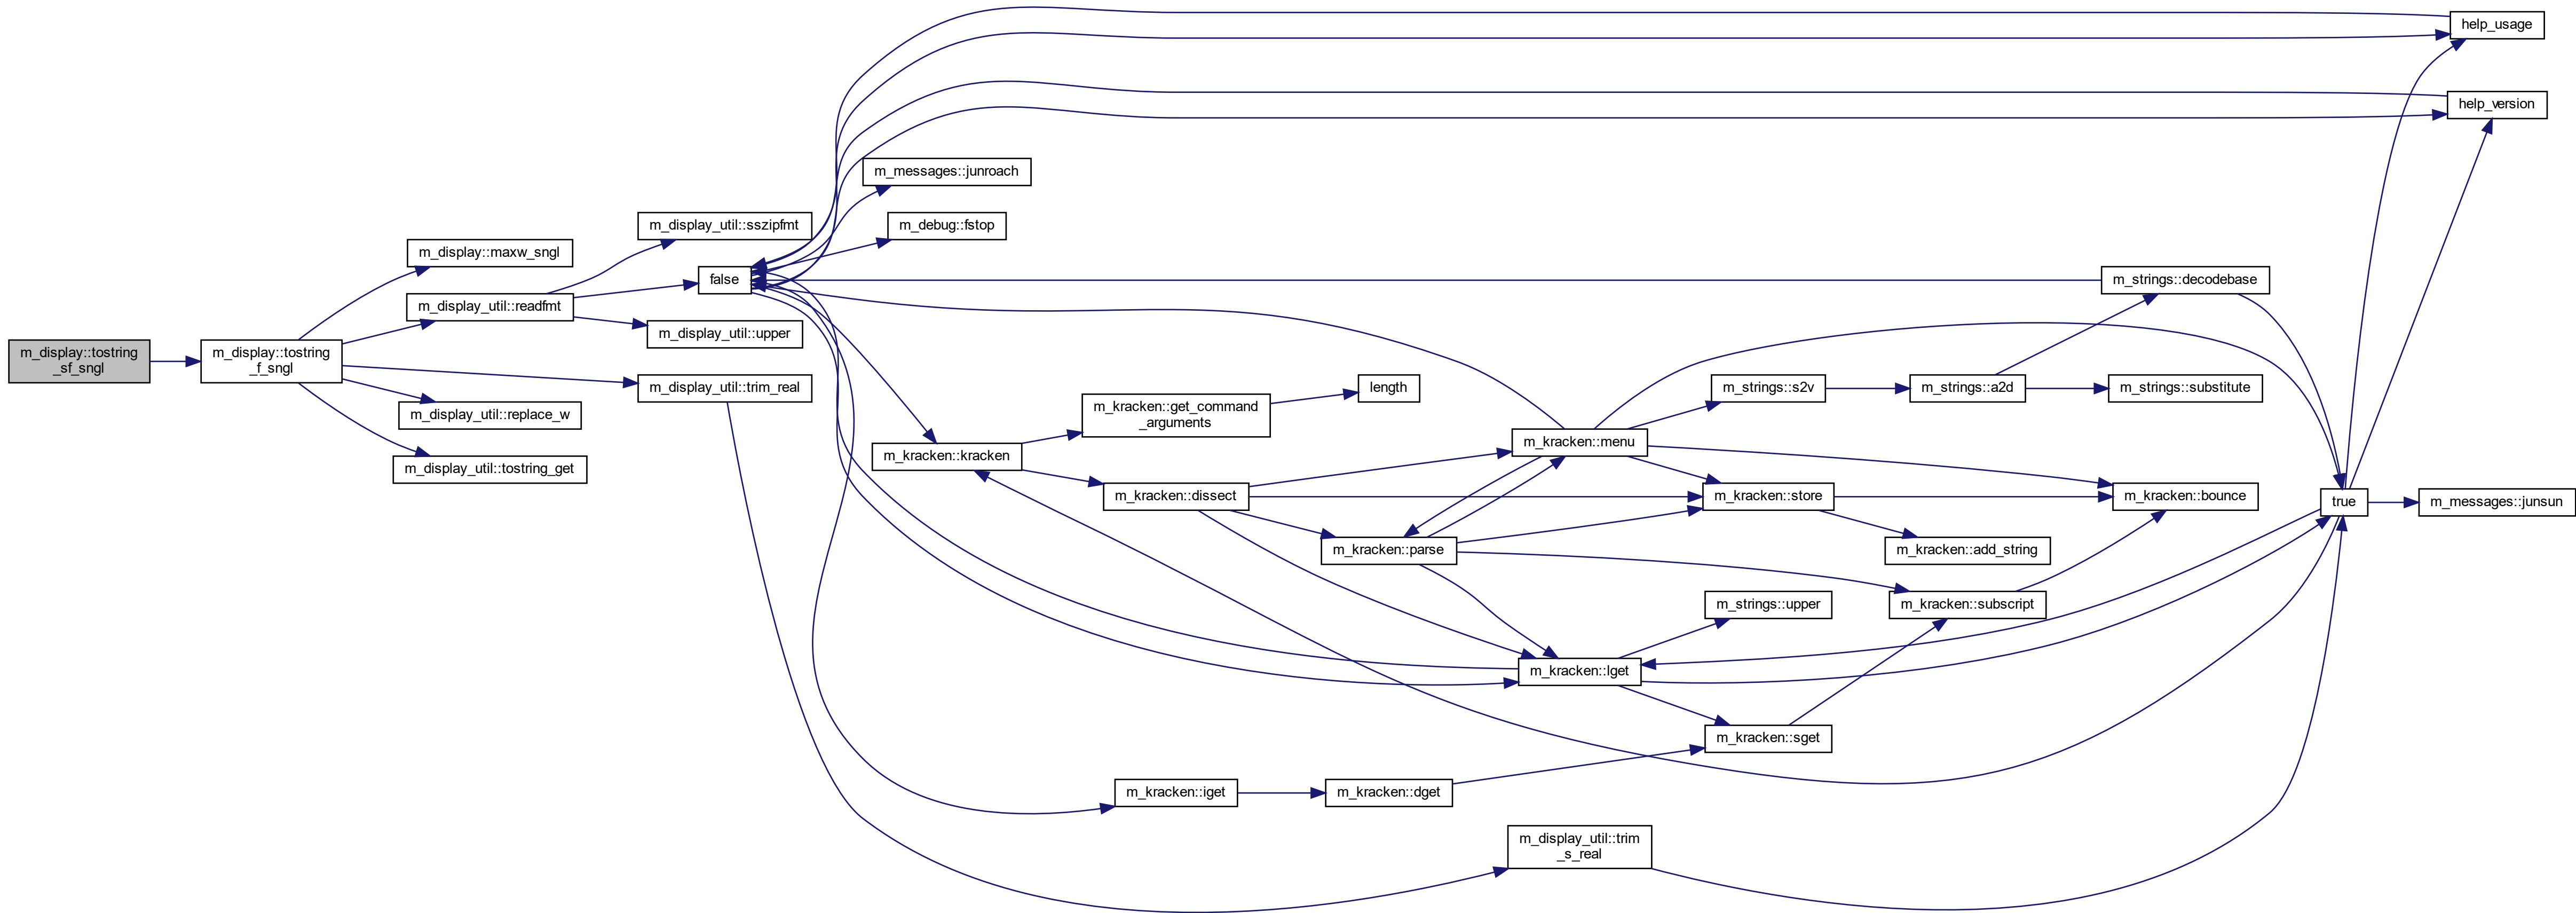 m_display::tostring
_sf_sngl
m_display::tostring
_f_sngl
m_display::maxw_sngl
m_display_util::readfmt
m_display_util::trim_real
m_display_util::replace_w
m_display_util::tostring_get
m_display_util::sszipfmt
false
m_display_util::upper
m_messages::junroach
m_debug::fstop
m_kracken::kracken
m_kracken::get_command
_arguments
length
m_kracken::dissect
m_kracken::menu
m_kracken::parse
m_kracken::lget
m_kracken::iget
m_kracken::dget
m_display_util::trim
_s_real
m_strings::s2v
m_kracken::store
m_strings::upper
m_kracken::sget
m_strings::a2d
m_kracken::add_string
m_kracken::subscript
m_strings::decodebase
m_strings::substitute
m_kracken::bounce
true
help_usage
help_version
m_messages::junsun